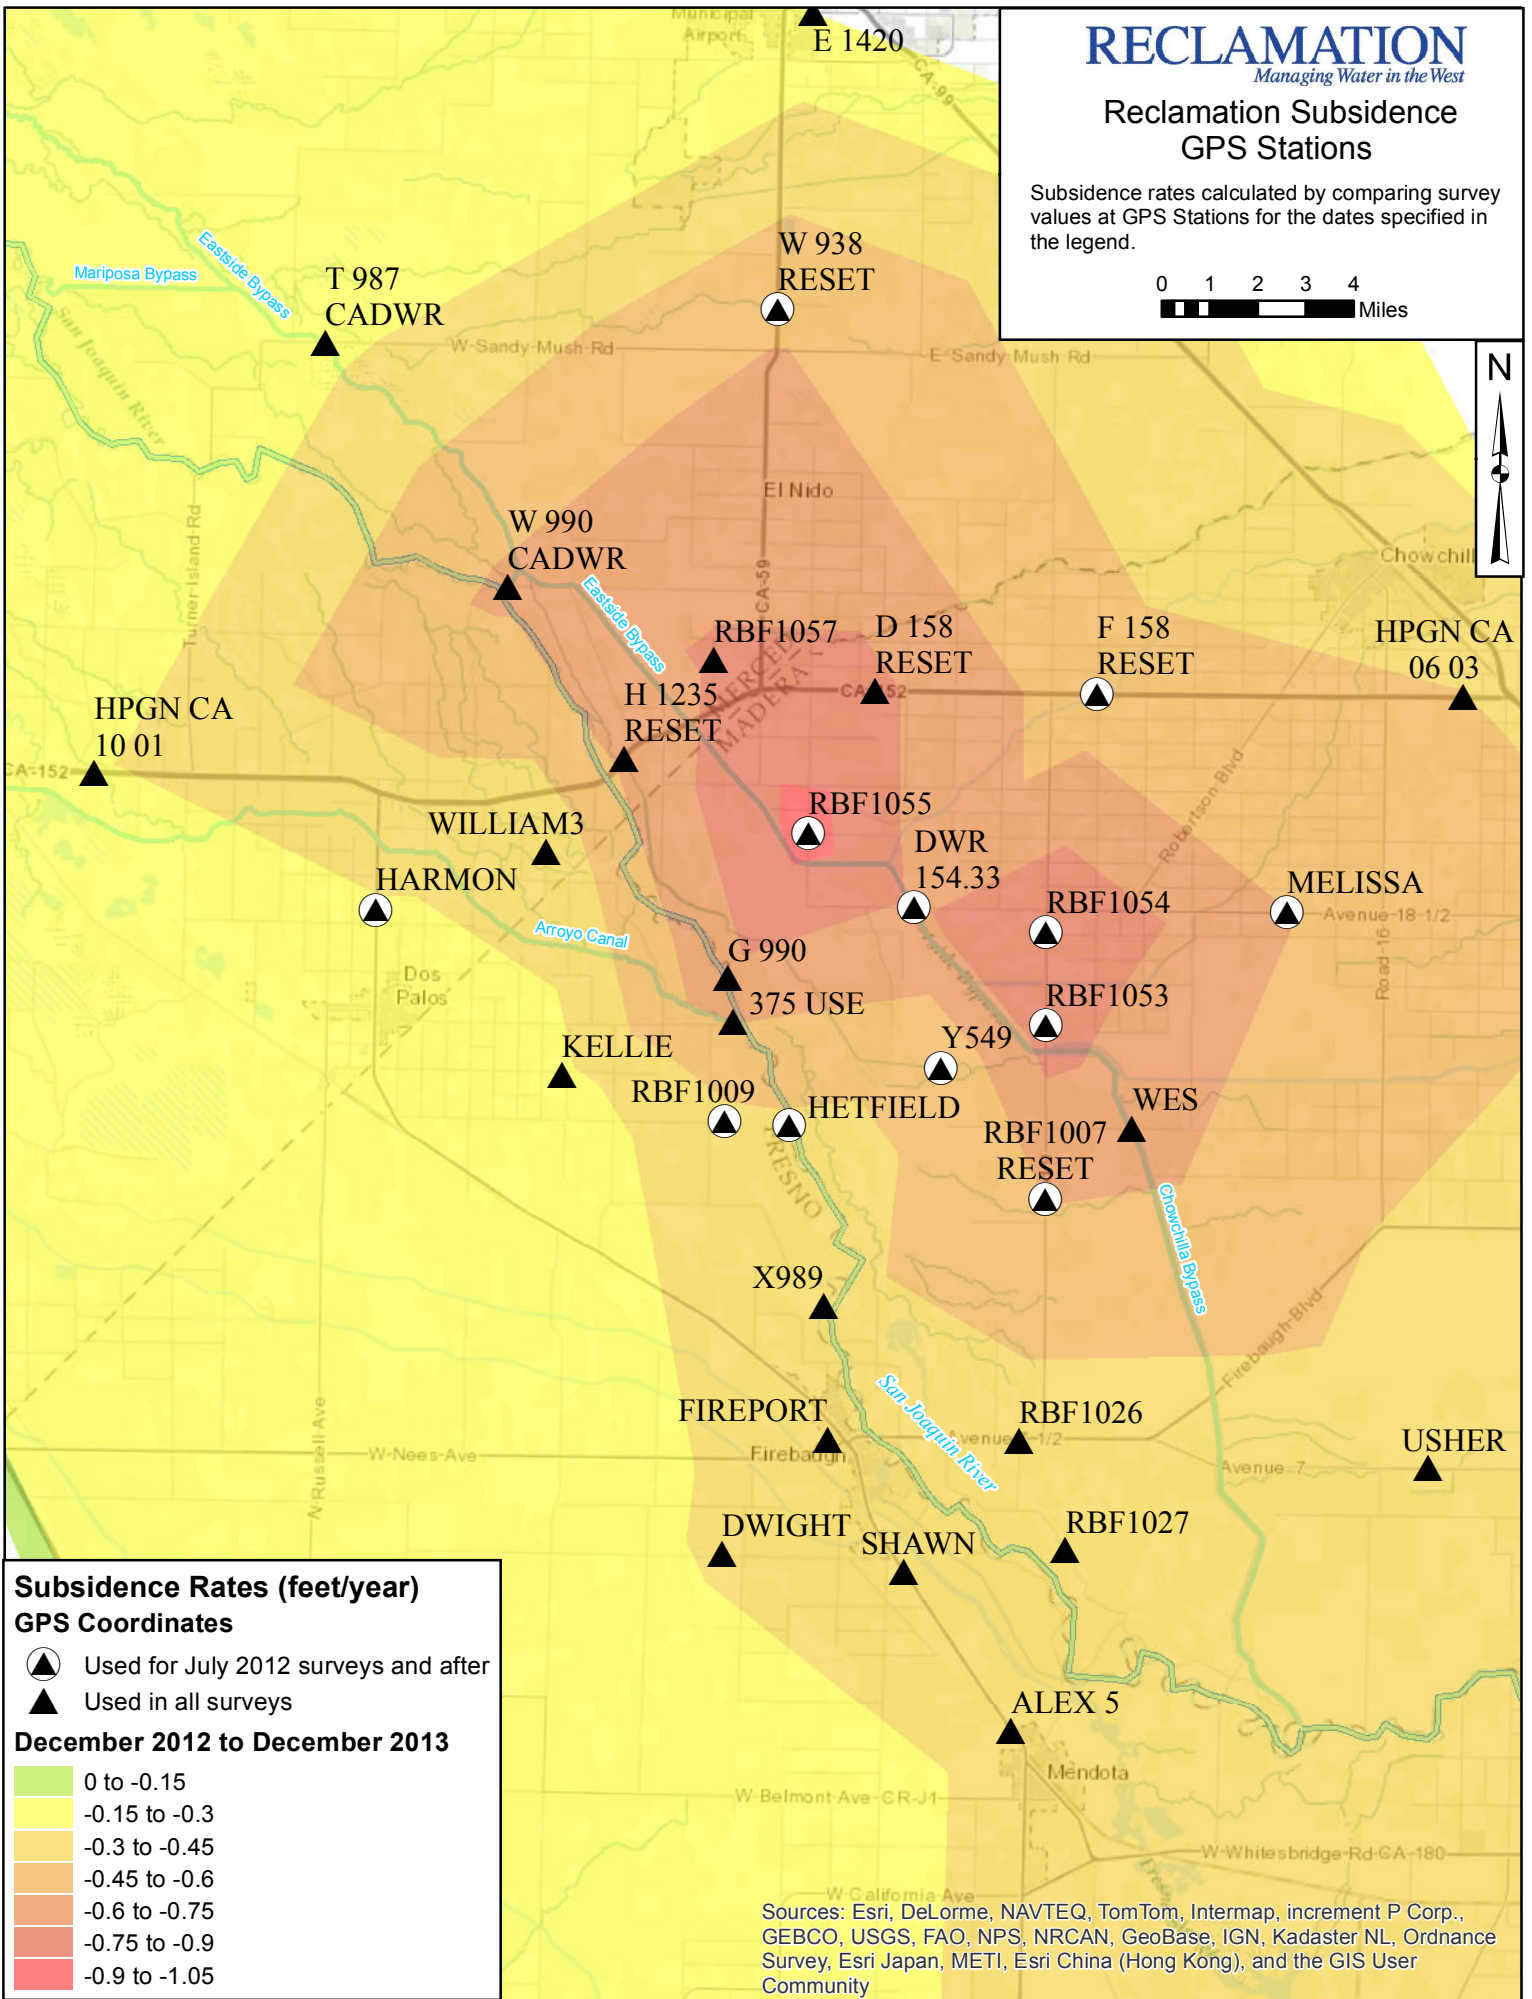 Municipal
Airport
E 1420
CA-99
RECLAMATION
Managing Water in the West
Reclamation Subsidence
GPS Stations
Subsidence rates calculated by comparing survey
values at GPS Stations for the dates specified in
the legend.
0 1 2 3 4
Miles
N
W 938
RESET
Eastside Bypass
Mariposa Bypass
T 987
CADWR
San Joaquin River
W-Sandy-Mush-Rd
E-Sandy-Mush-Rd
El Nido
Turner-Island-Rd
W 990
CADWR
CA-59
Chowchill
Eastside Bypass
RBF1057
D 158
RESET
F 158
RESET
HPGN CA
06 03
MERCED
MADERA
CA-152
H 1235
RESET
HPGN CA
10 01
CA-152
Robertson-Blvd
RBF1055
WILLIAM3
DWR
154.33
HARMON
MELISSA
RBF1054
Avenue-18-1/2
Arroyo Canal
G 990
Dos
Palos
375 USE
RBF1053
Road-16
Y549
KELLIE
RBF1009
HETFIELD
WES
RBF1007
RESET
FRESNO
Chowchilla Bypass
X989
Firebaugh-Blvd
San Joaquin River
FIREPORT
RBF1026
USHER
N-Russell-Ave
W-Nees-Ave
Firebaugh
Avenue-7-1/2
Avenue-7
DWIGHT
SHAWN
RBF1027
Subsidence Rates (feet/year)
GPS Coordinates
Used for July 2012 surveys and after
Used in all surveys
December 2012 to December 2013
0 to -0.15
-0.15 to -0.3
-0.3 to -0.45
-0.45 to -0.6
-0.6 to -0.75
-0.75 to -0.9
-0.9 to -1.05
ALEX 5
Mendota
W-Belmont-Ave-CR-J1
W-Whitesbridge-Rd-CA-180
W-California-Ave
Sources: Esri, DeLorme, NAVTEQ, TomTom, Intermap, increment P Corp.,
GEBCO, USGS, FAO, NPS, NRCAN, GeoBase, IGN, Kadaster NL, Ordnance
Survey, Esri Japan, METI, Esri China (Hong Kong), and the GIS User
Community